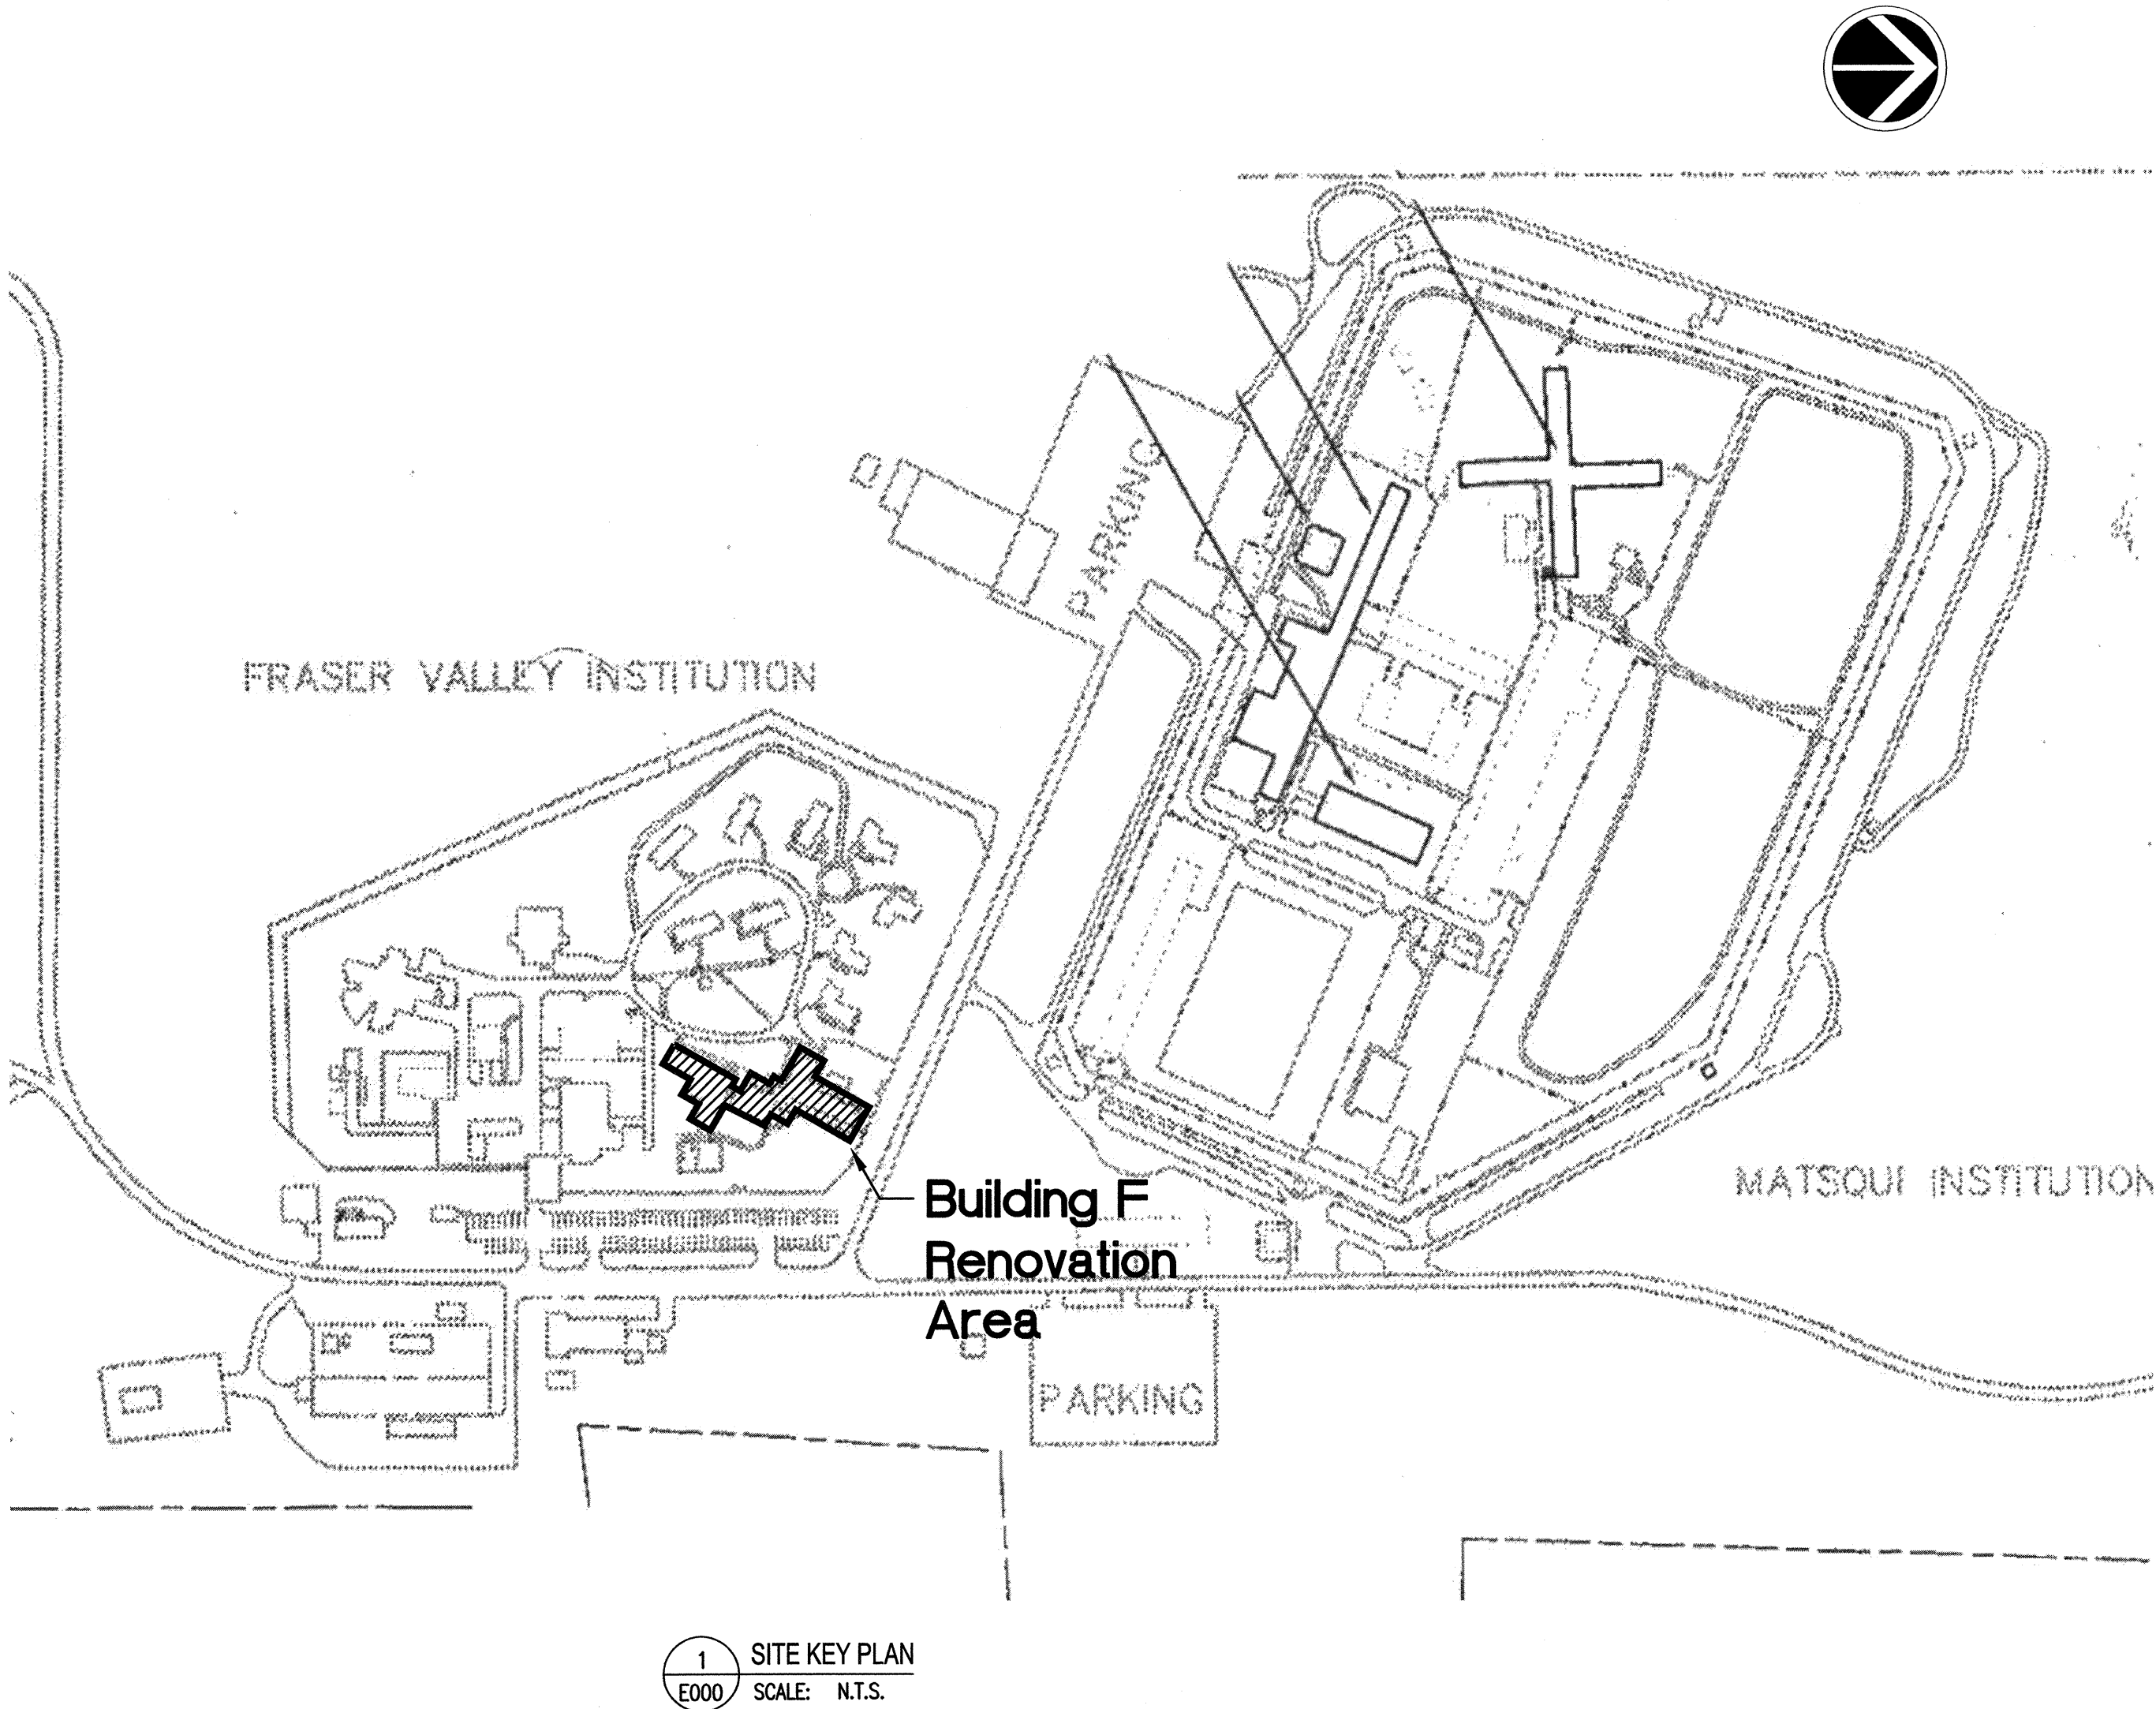 PARKING
FRASER VALLEY INSTITUTION
MATSQUI INSTITUTION
Building F
Renovation
Area
PARKING
1
E000
SITE KEY PLAN
SCALE: N.T.S.